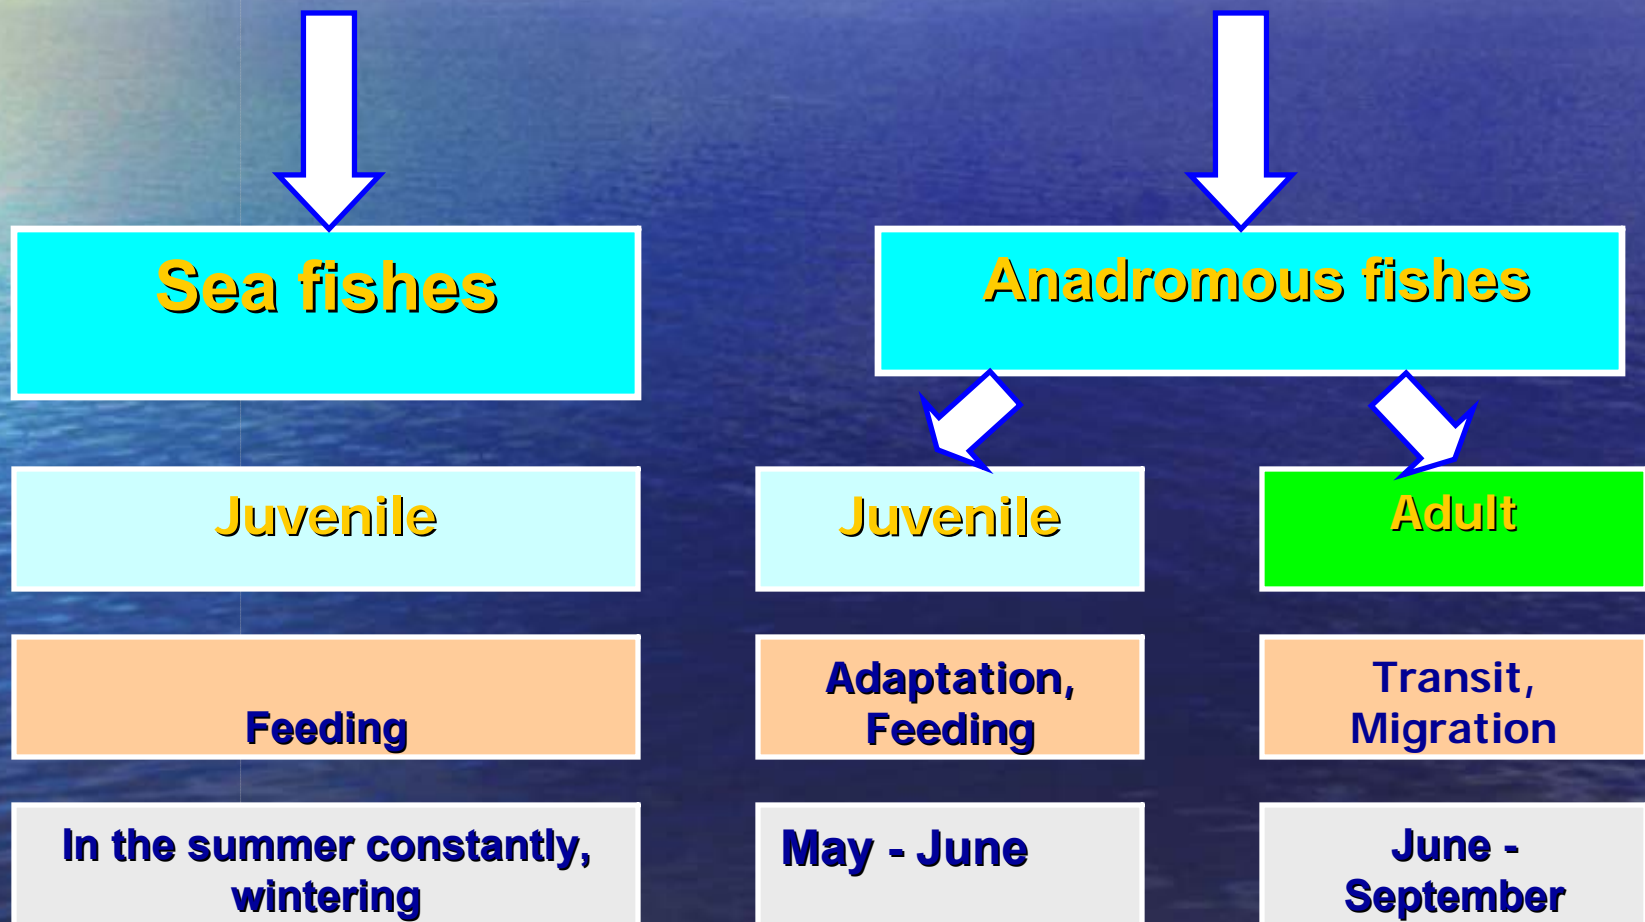 Sea fishes
Anadromous fishes
Juvenile
Juvenile
Adult
Feeding
Adaptation,
Feeding
Transit,
Migration
In the summer constantly,
wintering
May - June
June -
September